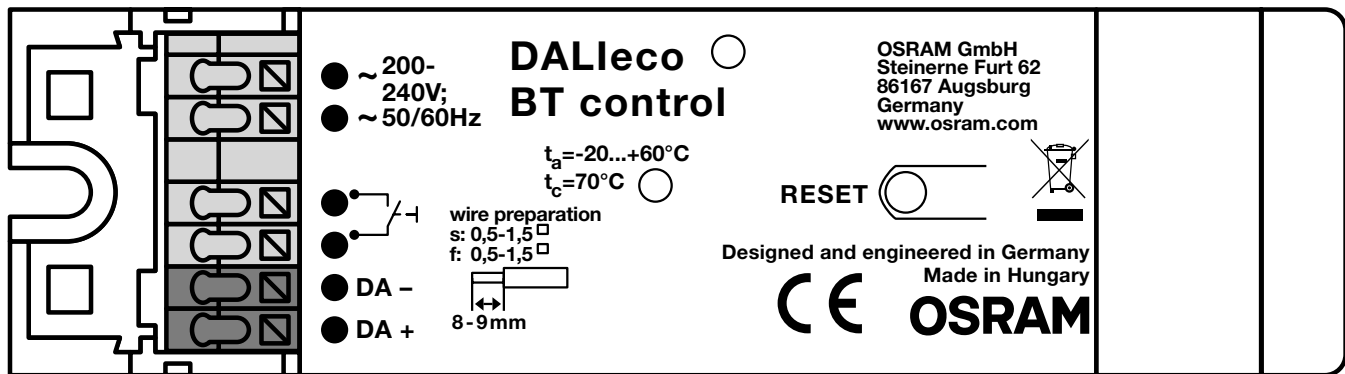 ~ 200-
240V;
~ 50/60Hz
DA –
DA +
DALIeco
BT control
ta=-20...+60°C
tc=70°C
wire preparation
s: 0,5-1,5 □
f: 0,5-1,5 □
8-9mm
OSRAM GmbH
Steinerne Furt 62
86167 Augsburg
Germany
www.osram.com
RESET
Designed and engineered in Germany
Made in Hungary
CE
OSRAM